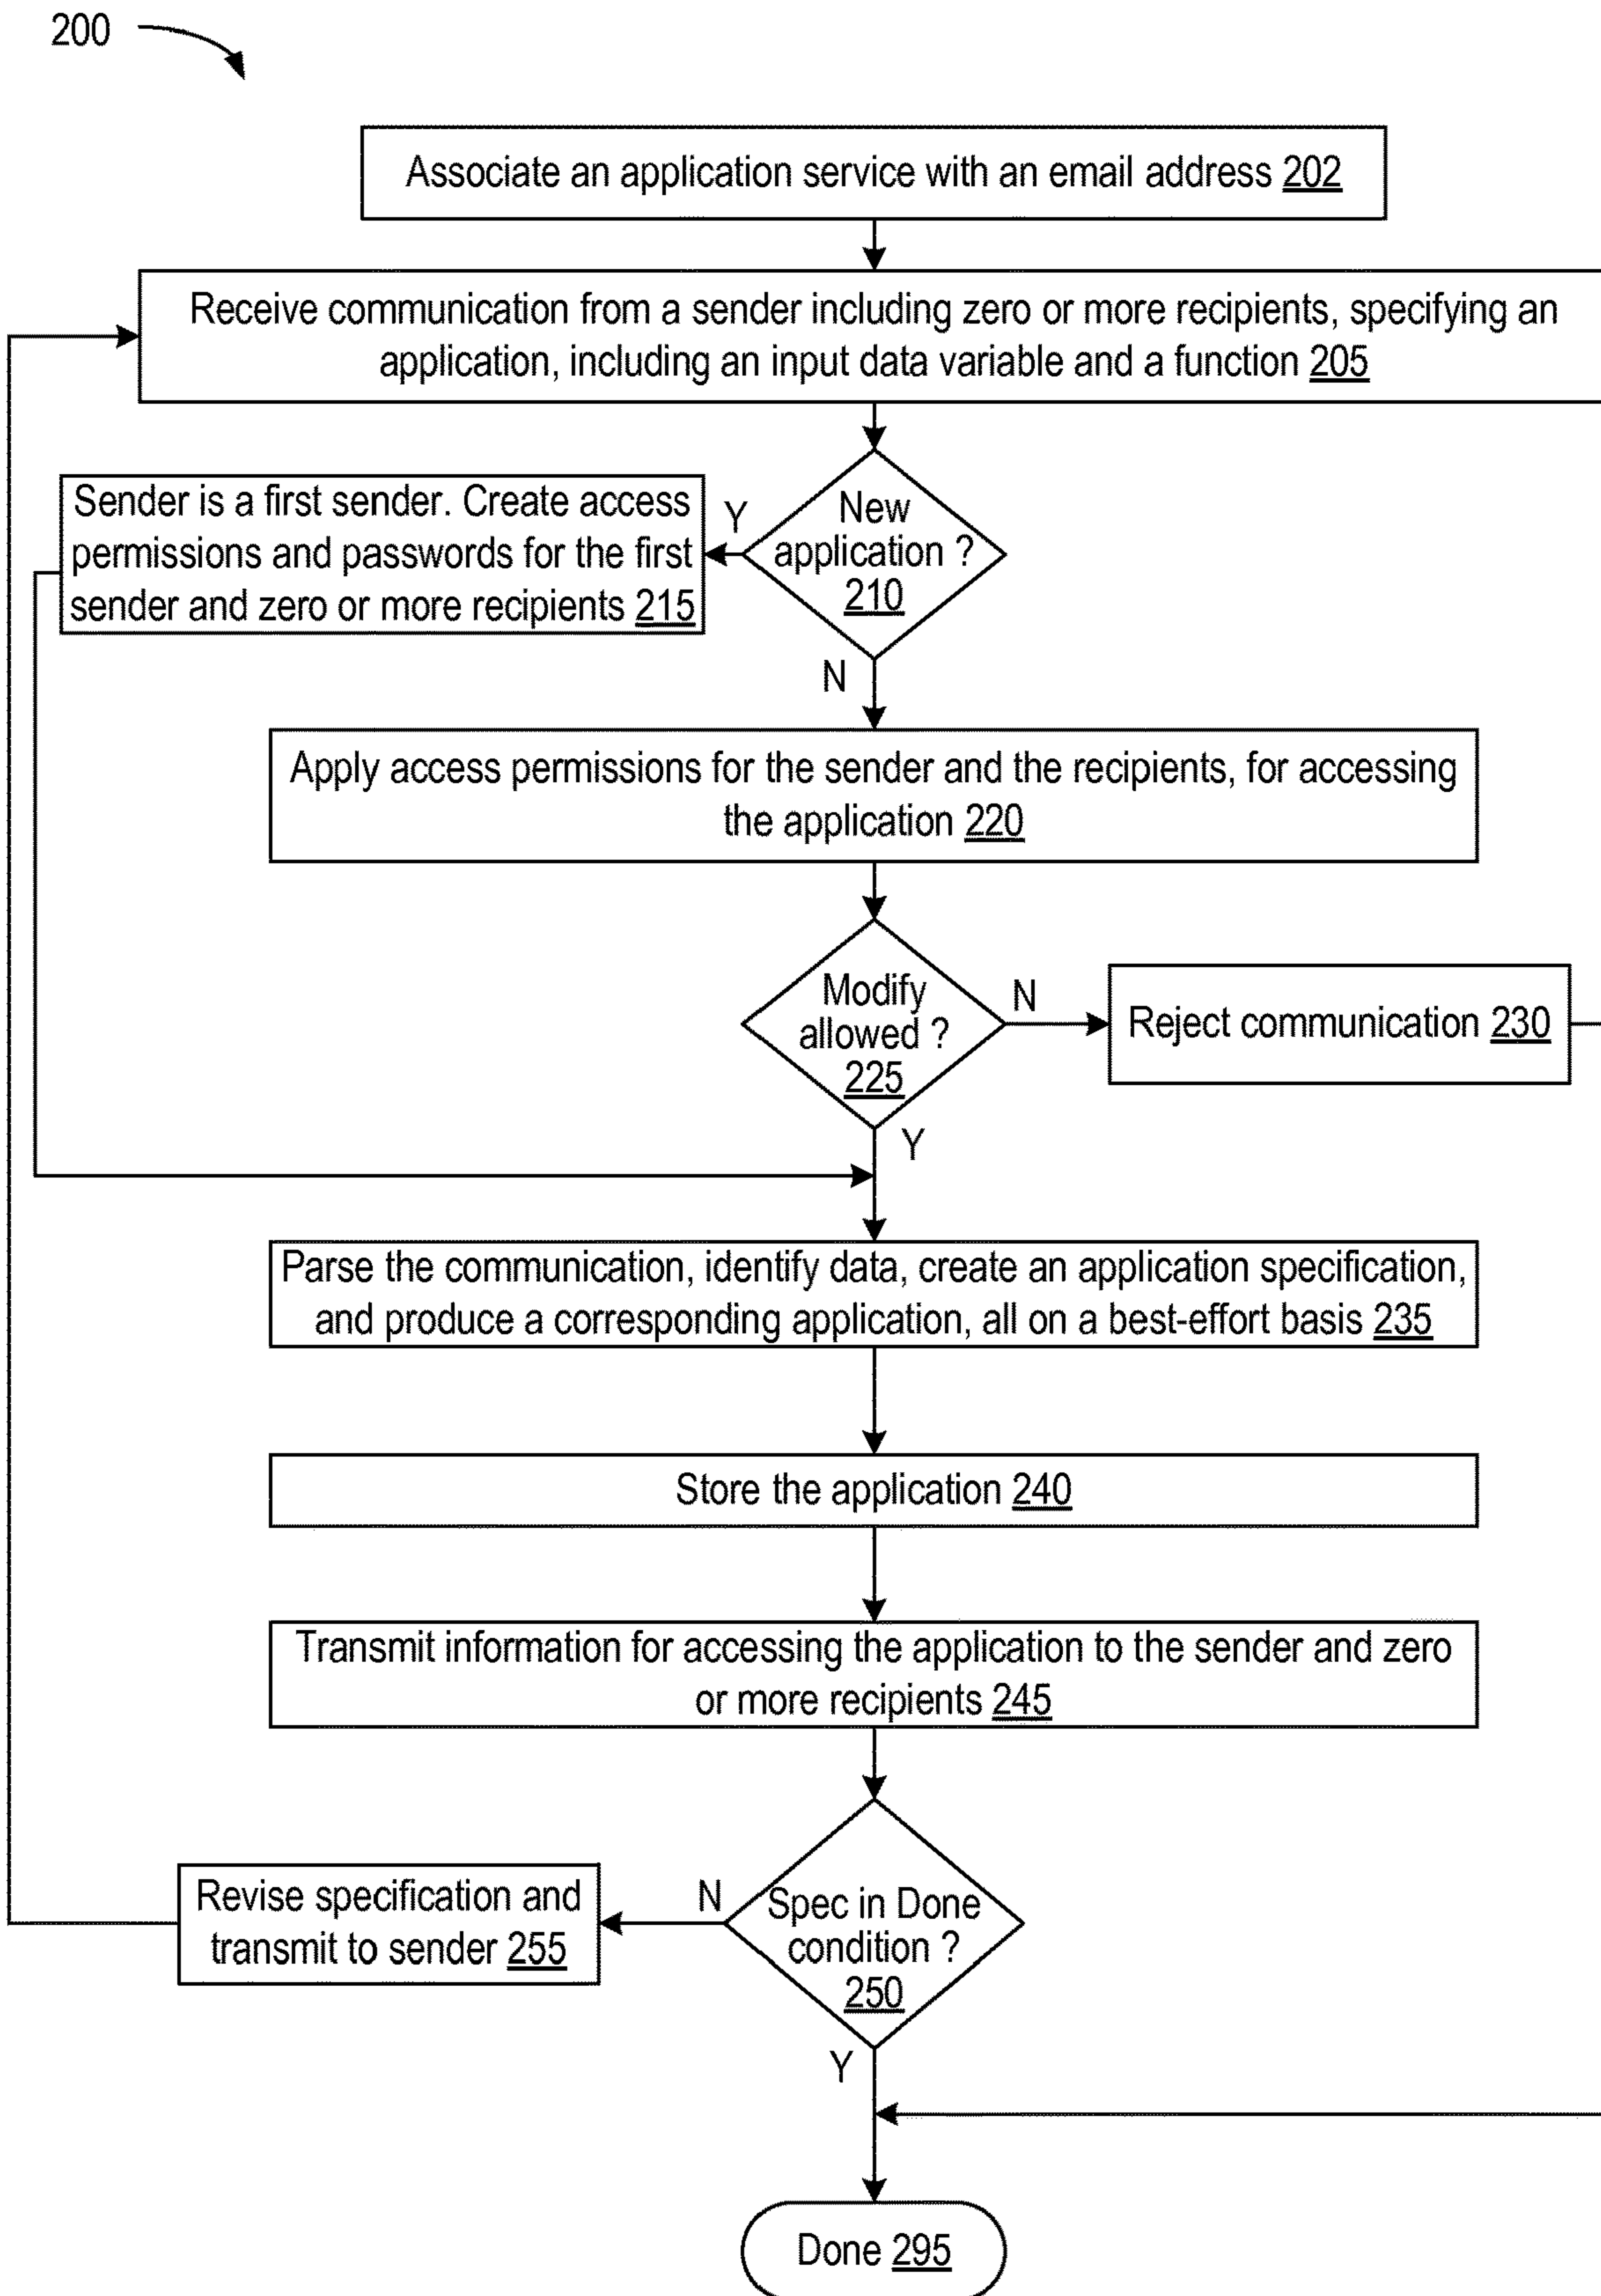 200
Associate an application service with an email address 202
Receive communication from a sender including zero or more recipients, specifying an
application, including an input data variable and a function 205
Sender is a first sender. Create access
permissions and passwords for the first
sender and zero or more recipients 215
Y
New
application ?
210
N
Apply access permissions for the sender and the recipients, for accessing
the application 220
Modify
allowed ?
225
N
Reject communication 230
Y
Parse the communication, identify data, create an application specification,
and produce a corresponding application, all on a best-effort basis 235
Store the application 240
Transmit information for accessing the application to the sender and zero
or more recipients 245
Revise specification and
transmit to sender 255
N
Spec in Done
condition ?
250
Y
Done 295